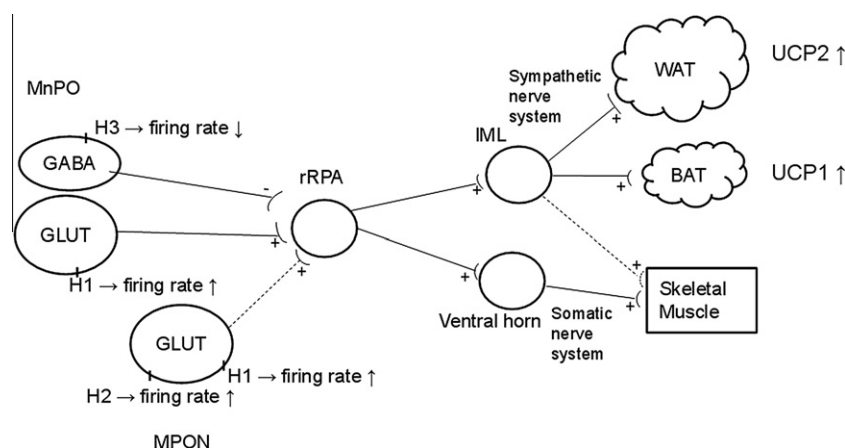 MnPO
H3 → firing rate ↓
GABA
-
GLUT
+
H1 → firing rate ↑
GLUT
+
H1 → firing rate ↑
H2 → firing rate ↑
MPON
rRPA
+
+
IML
Ventral horn
Sympathetic
nerve
system
+
+
+
Somatic
nerve
system
+
WAT
UCP2 ↑
BAT
UCP1 ↑
Skeletal
Muscle